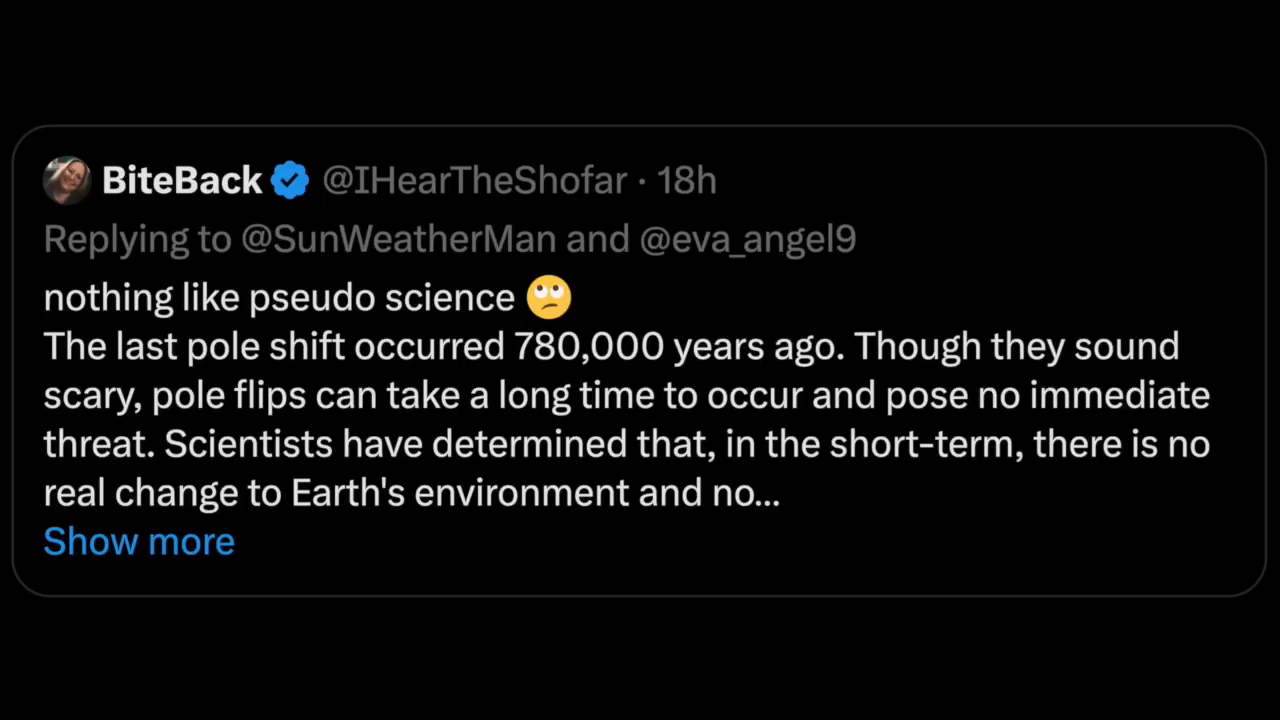 BiteBack @IHearTheShofar · 18h
Replying to @SunWeatherMan and @eva_angel9
nothing like pseudo science 🙄
The last pole shift occurred 780,000 years ago. Though they sound
scary, pole flips can take a long time to occur and pose no immediate
threat. Scientists have determined that, in the short-term, there is no
real change to Earth's environment and no...
Show more